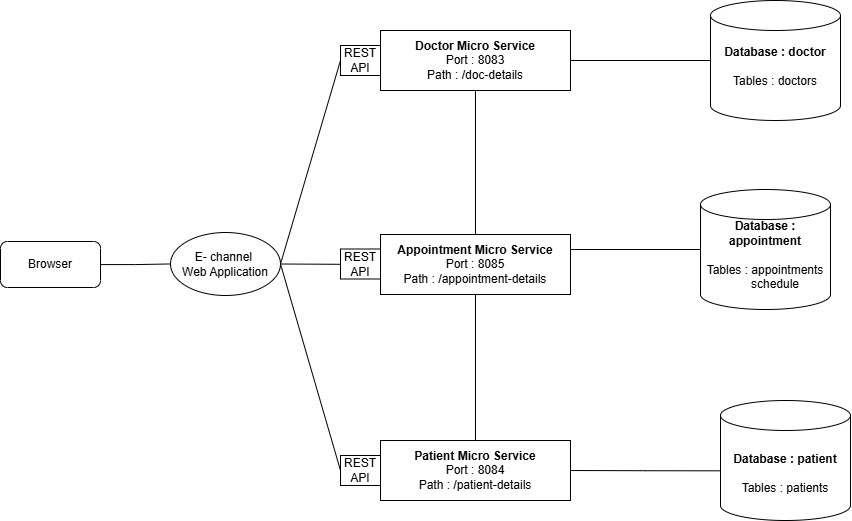 REST
API
Doctor Micro Service
Port : 8083
Path : /doc-details
Database : doctor
Tables : doctors
Browser
E- channel
Web Application
REST
API
Appointment Micro Service
Port : 8085
Path : /appointment-details
Database :
appointment
Tables : appointments
schedule
REST
API
Patient Micro Service
Port : 8084
Path : /patient-details
Database : patient
Tables : patients